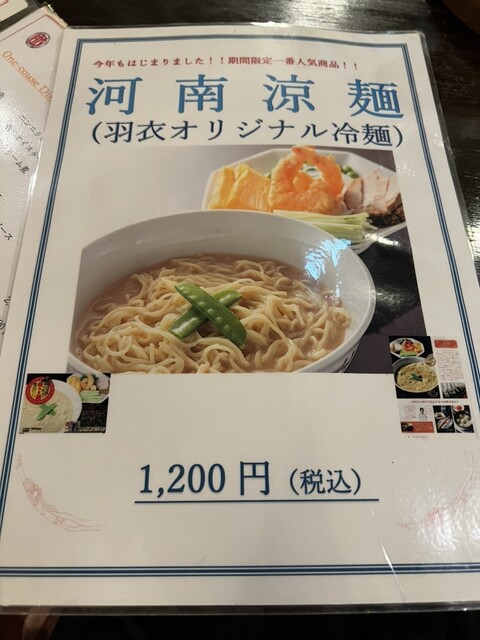 今年もはじまりました！！期間限定一番人気商品！！
河南涼麺
(羽衣オリジナル冷麺)
1,200円（税込）